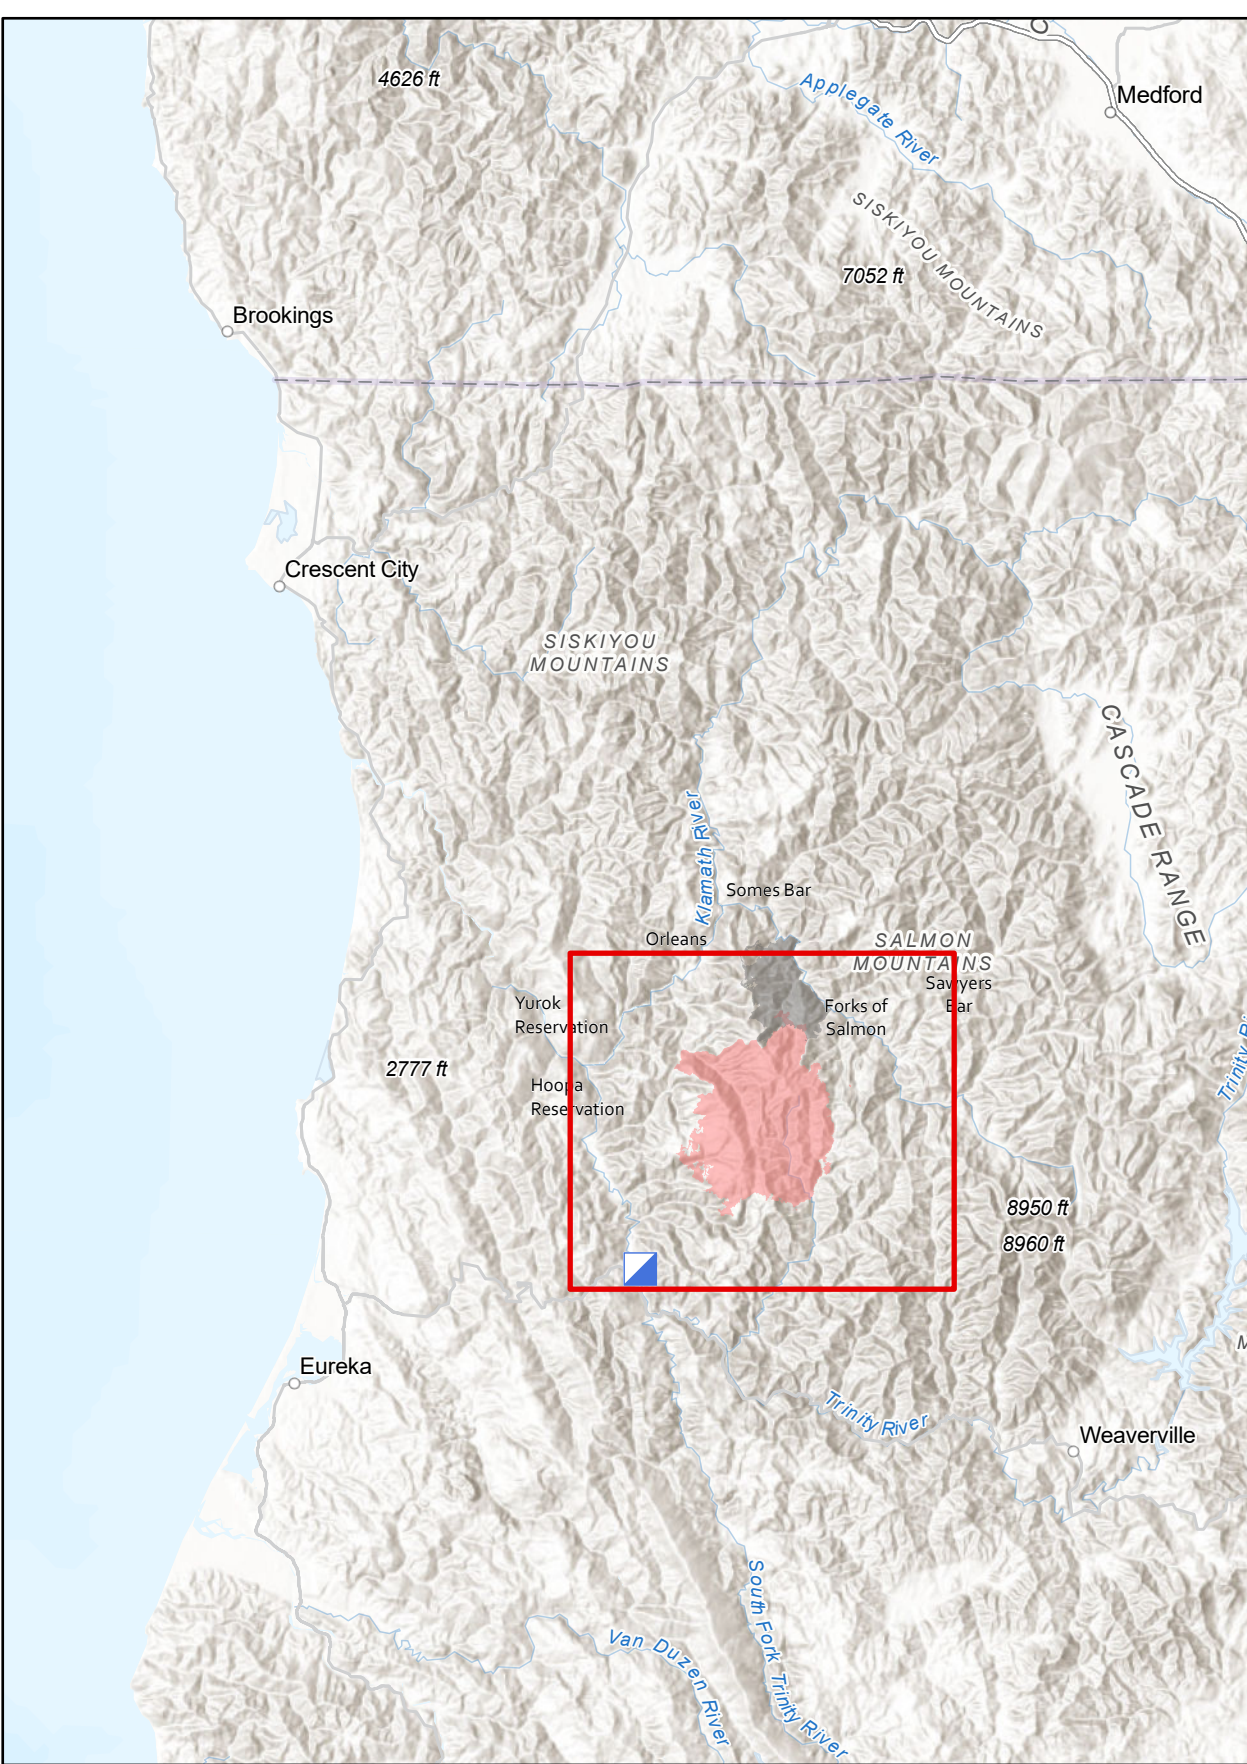 4626 ft
Medford
Applegate River
SISKIYOU MOUNTAINS
7052 ft
Brookings
Crescent City
SISKIYOU
MOUNTAINS
CASCADE RANGE
Klamath River
Somes Bar
Orleans
SALMON
MOUNTAINS
Sawyers
Bar
Yurok
Reservation
Forks of
Salmon
2777 ft
Hoopa
Reservation
Trinity
8950 ft
8960 ft
Eureka
Trinity River
Weaverville
South Fork Trinity River
Van Duzen River